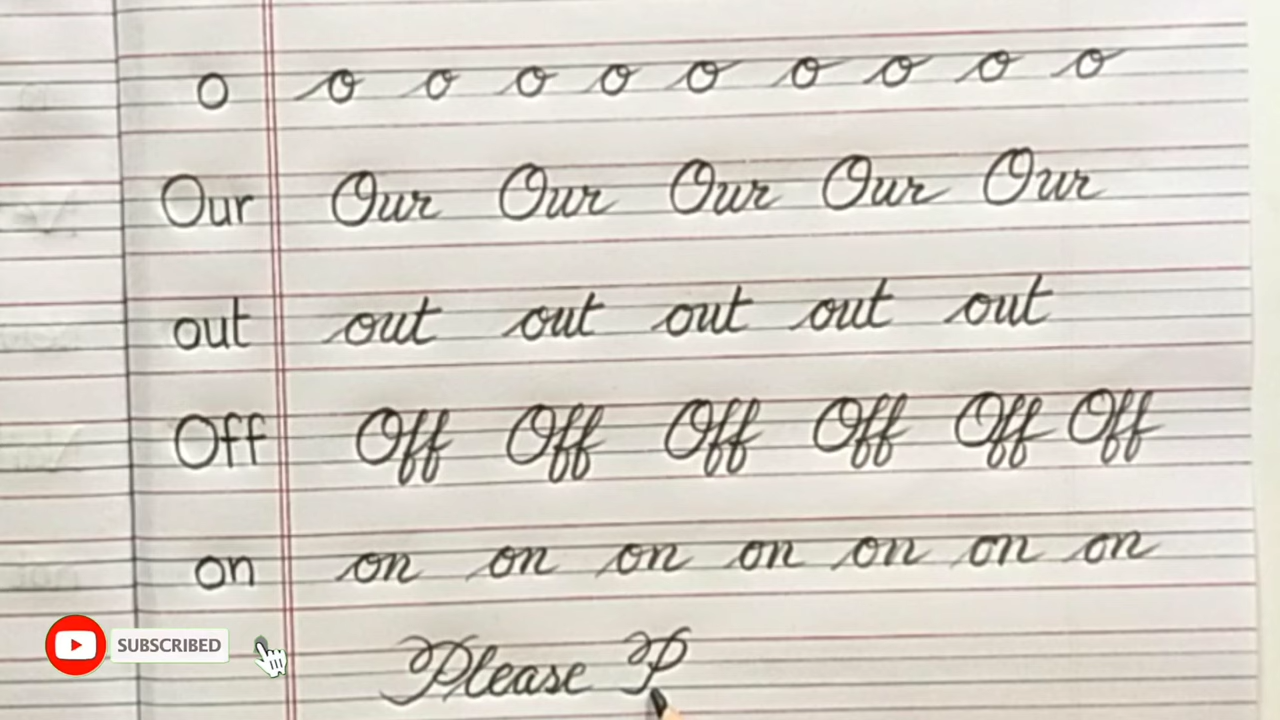 o o o o o o o o o o
Our Our Our Our Our Our
out out out out out out
Off Off Off Off Off Off Off
on on on on on on on on
SUBSCRIBED
Please P